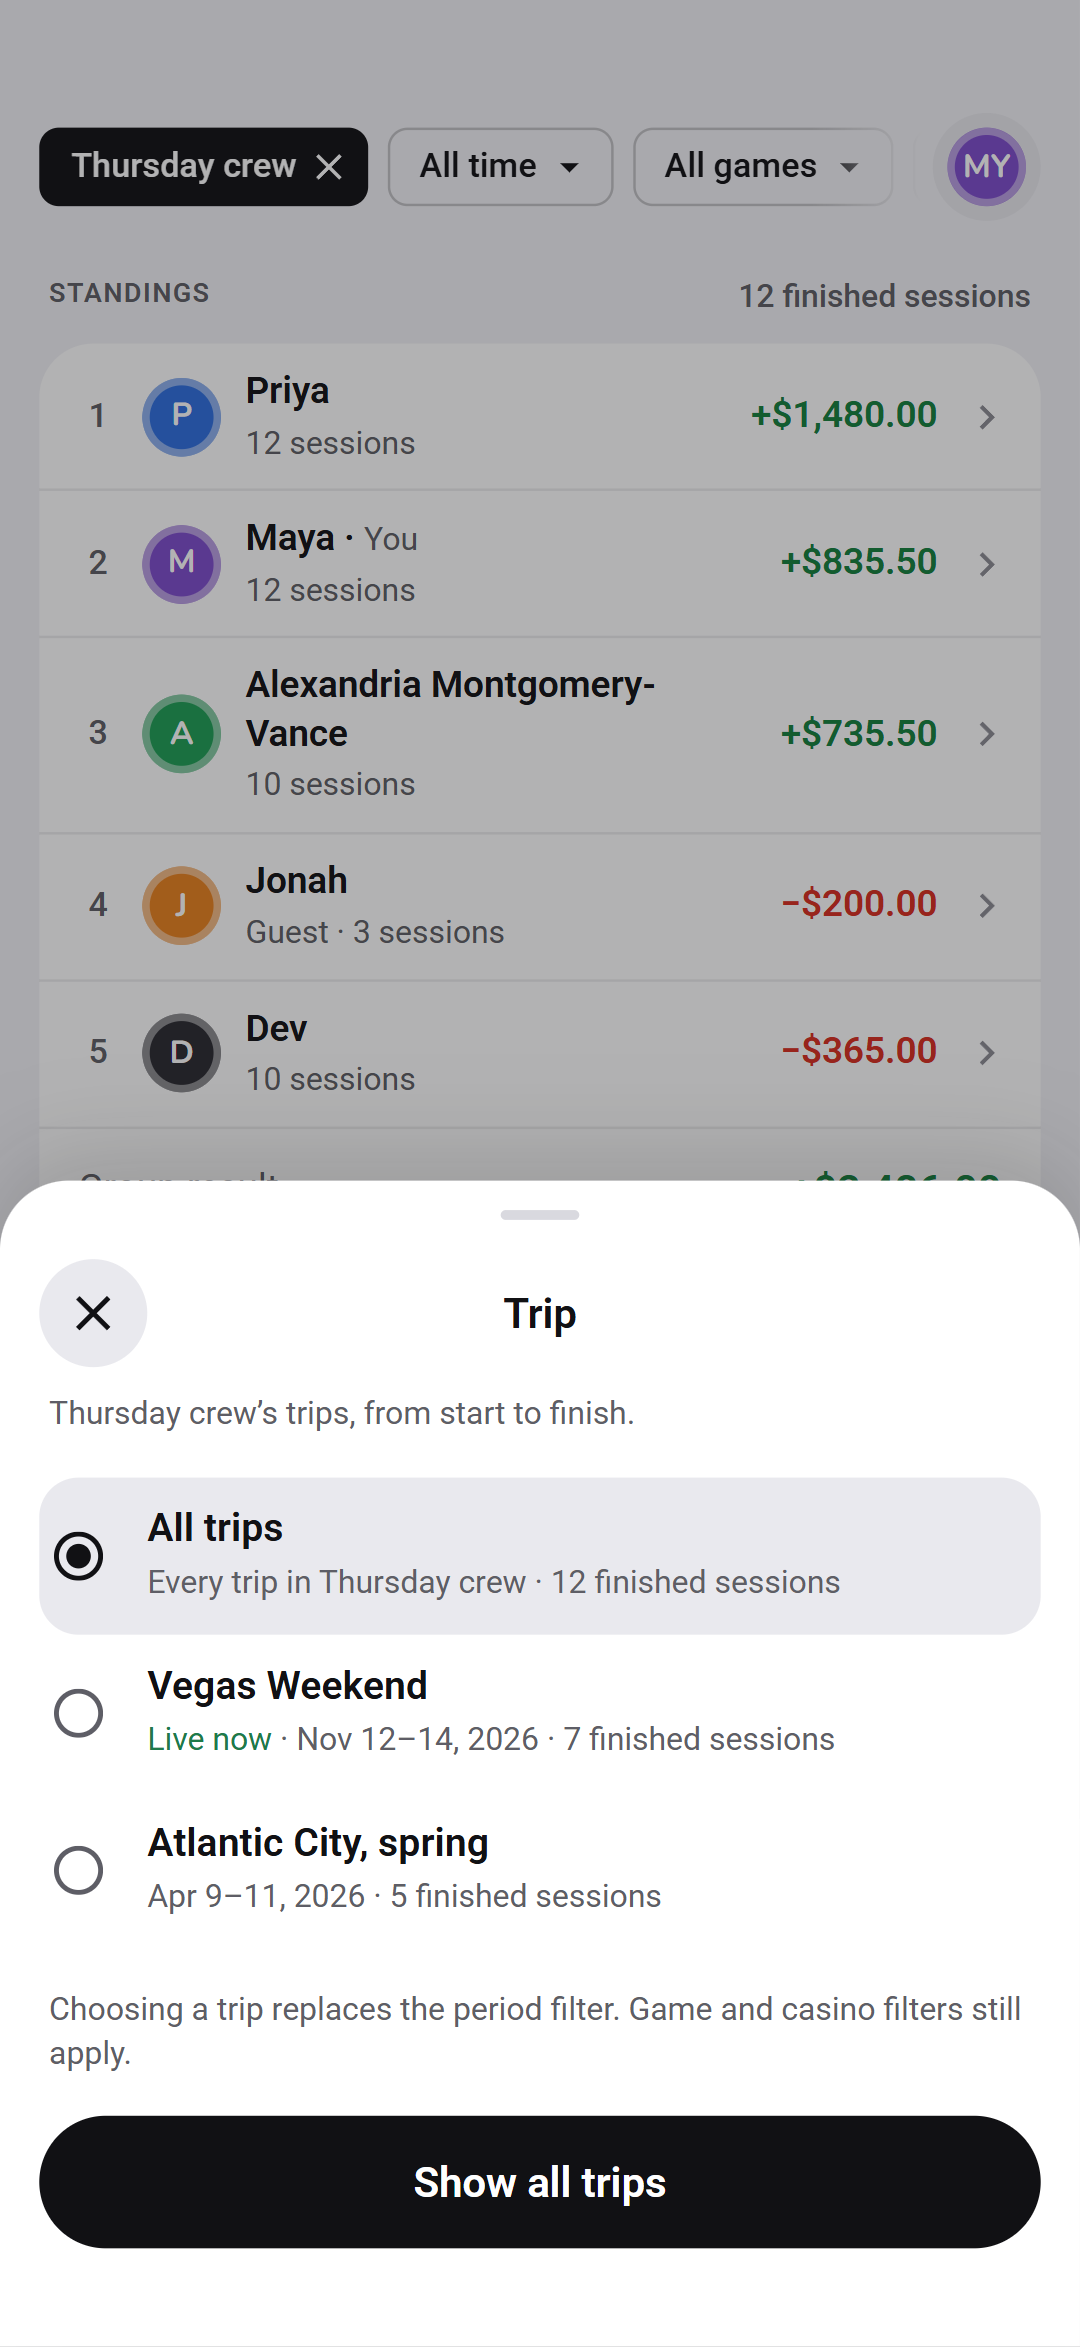 Thursday crew
All time
All games
MY
STANDINGS
12 finished sessions
1
P
Priya
12 sessions
+$1,480.00
2
M
Maya · You
12 sessions
+$835.50
3
A
Alexandria Montgomery-
Vance
10 sessions
+$735.50
4
J
Jonah
Guest · 3 sessions
−$200.00
5
D
Dev
10 sessions
−$365.00
Trip
Thursday crew’s trips, from start to finish.
All trips
Every trip in Thursday crew · 12 finished sessions
Vegas Weekend
Live now · Nov 12–14, 2026 · 7 finished sessions
Atlantic City, spring
Apr 9–11, 2026 · 5 finished sessions
Choosing a trip replaces the period filter. Game and casino filters still
apply.
Show all trips